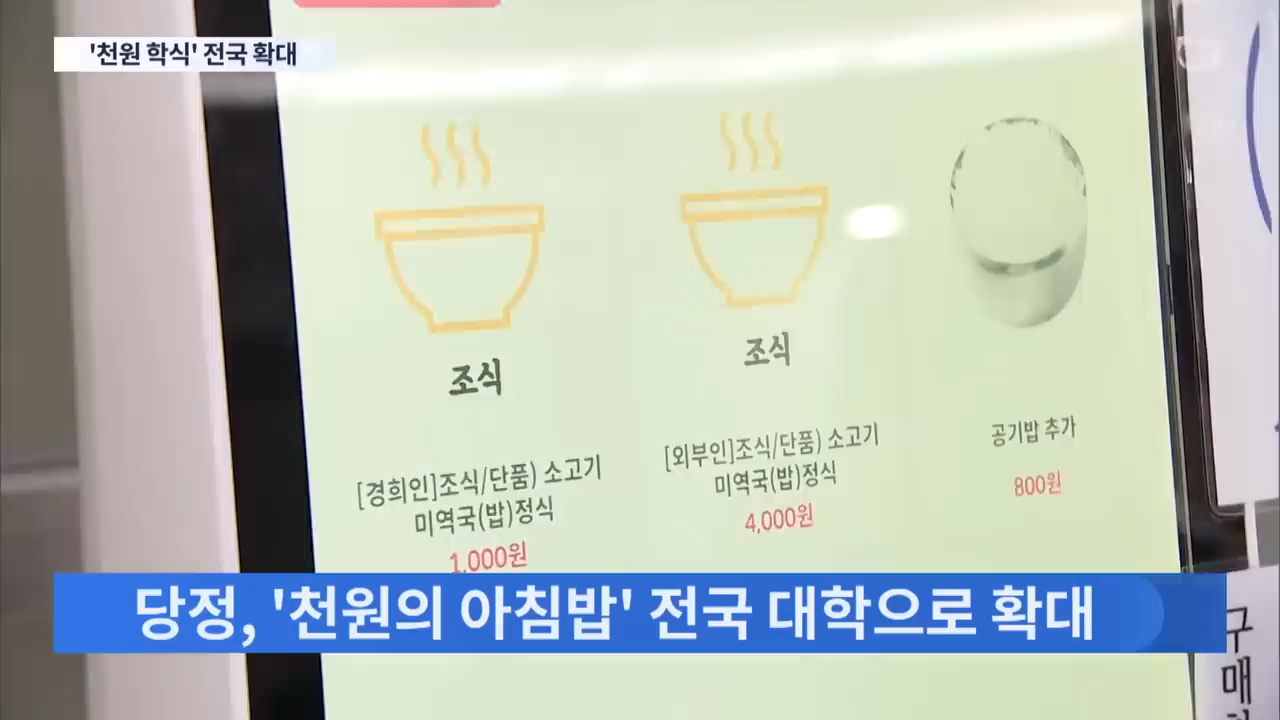 '천원 학식' 전국 확대
조식
[경희인]조식/단품) 소고기
미역국(밥)정식
1,000원
조식
[외부인]조식/단품) 소고기
미역국(밥)정식
4,000원
공기밥 추가
800원
당정, '천원의 아침밥' 전국 대학으로 확대
구
매